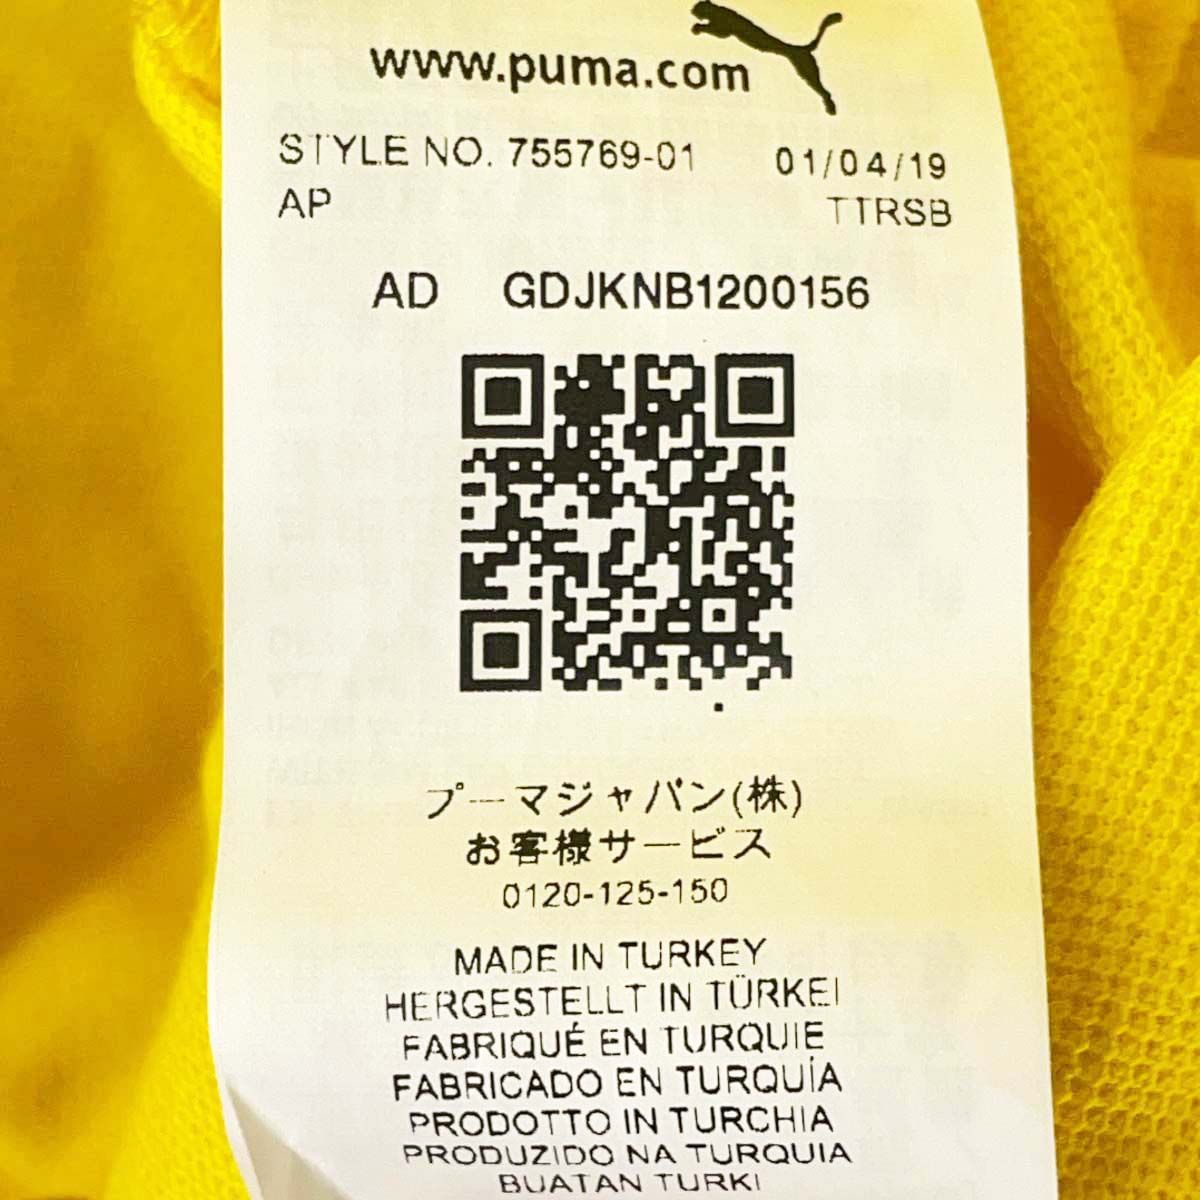 www.puma.com
STYLE NO. 755769-01 01/04/19
AP TTRSB
AD GDJKNB1200156
プーマジャパン(株)
お客様サービス
0120-125-150
MADE IN TURKEY
HERGESTELLT IN TÜRKEI
FABRIQUÉ EN TURQUIE
FABRICADO EN TURQUÍA
PRODOTTO IN TURCHIA
PRODUZIDO NA TURQUIA
BUATAN TURKI